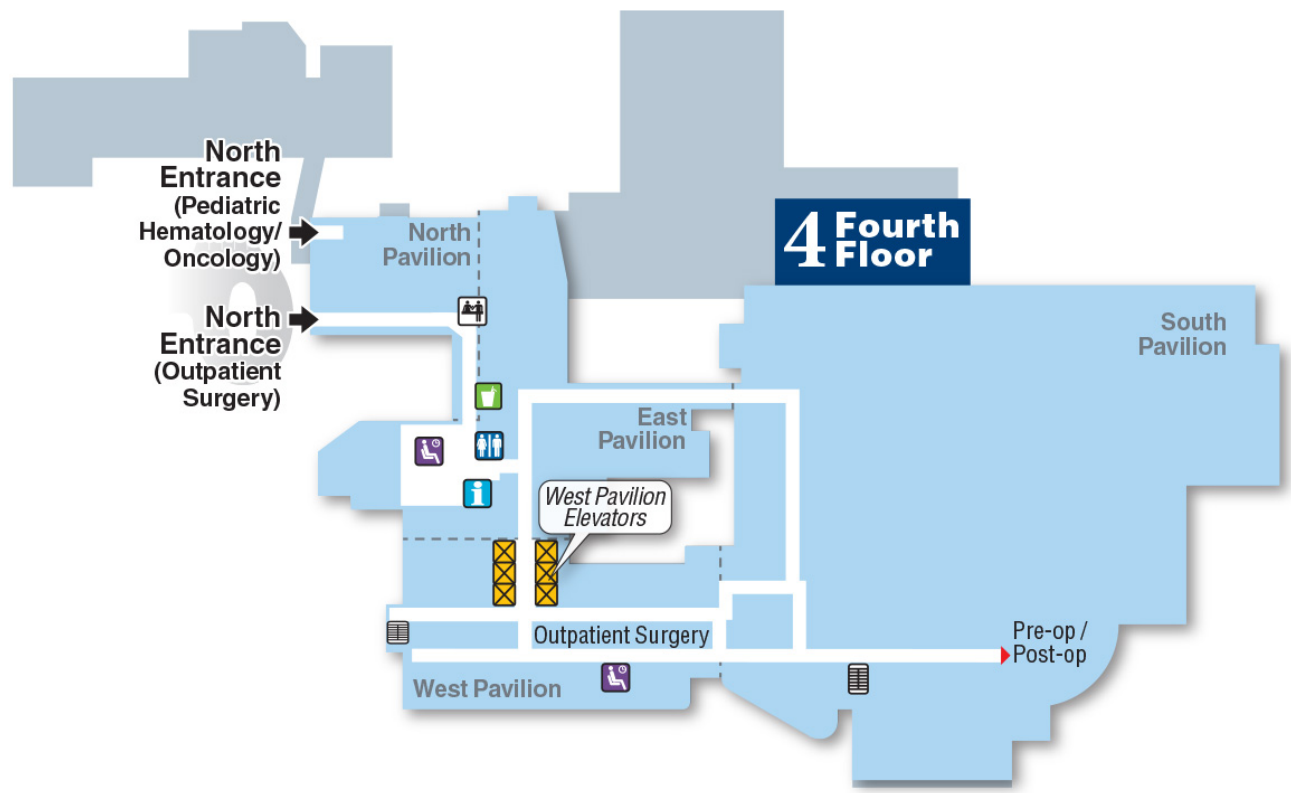 North
Entrance
(Pediatric
Hematology/
Oncology)
North
Pavilion
4 Fourth
Floor
North
Entrance
(Outpatient
Surgery)
South
Pavilion
East
Pavilion
i
West Pavilion
Elevators
Outpatient Surgery
Pre-op /
Post-op
West Pavilion